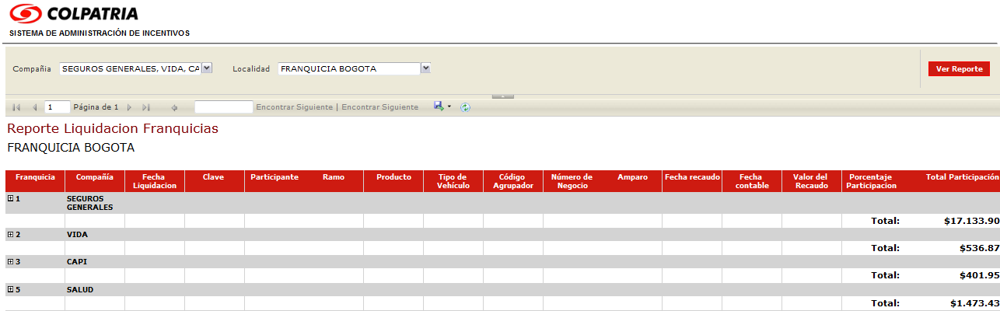 COLPATRIA
SISTEMA DE ADMINISTRACIÓN DE INCENTIVOS
Compañia SEGUROS GENERALES, VIDA, CA Localidad FRANQUICIA BOGOTA Ver Reporte
1 Página de 1 Encontrar Siguiente | Encontrar Siguiente
Reporte Liquidacion Franquicias
FRANQUICIA BOGOTA
Franquicia Compañía Fecha Liquidacion Clave Participante Ramo Producto Tipo de Vehículo Código Agrupador Número de Negocio Amparo Fecha recaudo Fecha contable Valor del Recaudo Porcentaje Participacion Total Participación
1 SEGUROS GENERALES
Total: $17.133.90
2 VIDA
Total: $536.87
3 CAPI
Total: $401.95
5 SALUD
Total: $1.473.43